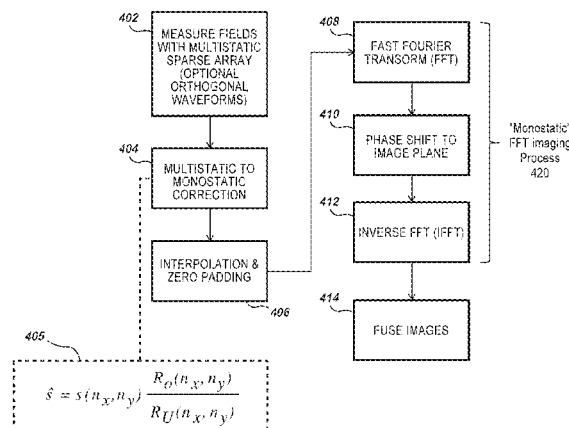 402
MEASURE FIELDS
WITH MULTISTATIC
SPARSE ARRAY
(OPTIONAL
ORTHOGONAL
WAVEFORMS)
404
MULTISTATIC TO
MONOSTATIC
CORRECTION
INTERPOLATION &
ZERO PADDING
406
405
ŝ = s(n_x, n_y) R_o(n_x, n_y) / R_U(n_x, n_y)
408
FAST FOURIER
TRANSORM (FFT)
410
PHASE SHIFT TO
IMAGE PLANE
412
INVERSE FFT (IFFT)
414
FUSE IMAGES
"Monostatic"
FFT imaging
Process
420